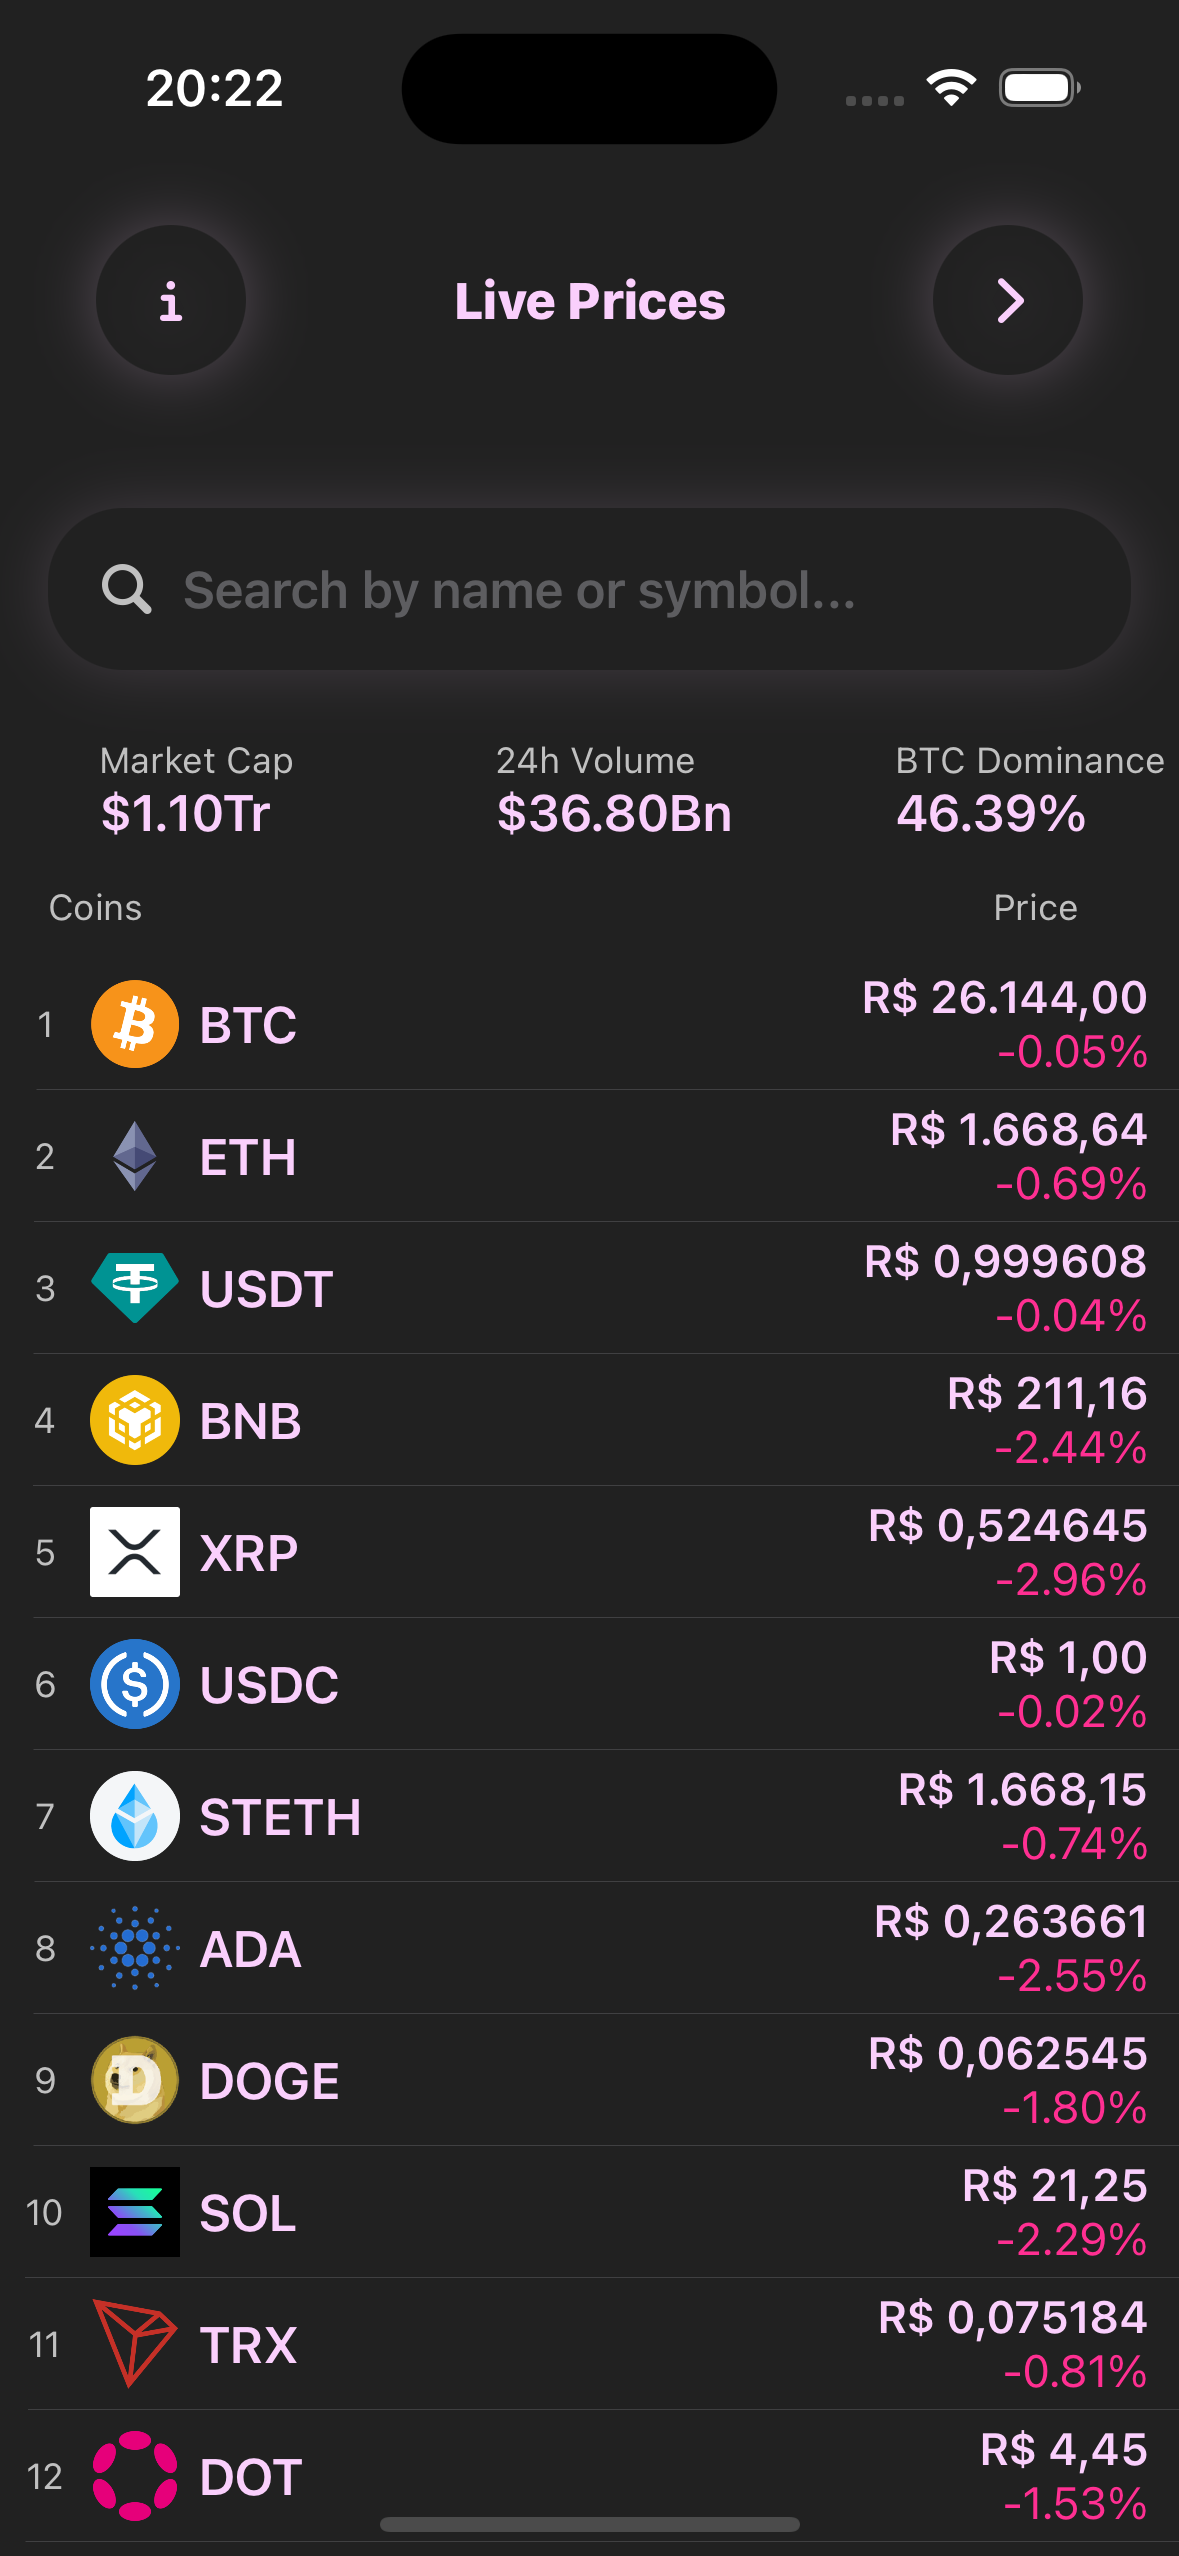 20:22
Live Prices
Search by name or symbol...
Market Cap
24h Volume
BTC Dominance
$1.10Tr
$36.80Bn
46.39%
Coins
Price
1
BTC
R$ 26.144,00
-0.05%
2
ETH
R$ 1.668,64
-0.69%
3
USDT
R$ 0,999608
-0.04%
4
BNB
R$ 211,16
-2.44%
5
XRP
R$ 0,524645
-2.96%
6
USDC
R$ 1,00
-0.02%
7
STETH
R$ 1.668,15
-0.74%
8
ADA
R$ 0,263661
-2.55%
9
DOGE
R$ 0,062545
-1.80%
10
SOL
R$ 21,25
-2.29%
11
TRX
R$ 0,075184
-0.81%
12
DOT
R$ 4,45
-1.53%